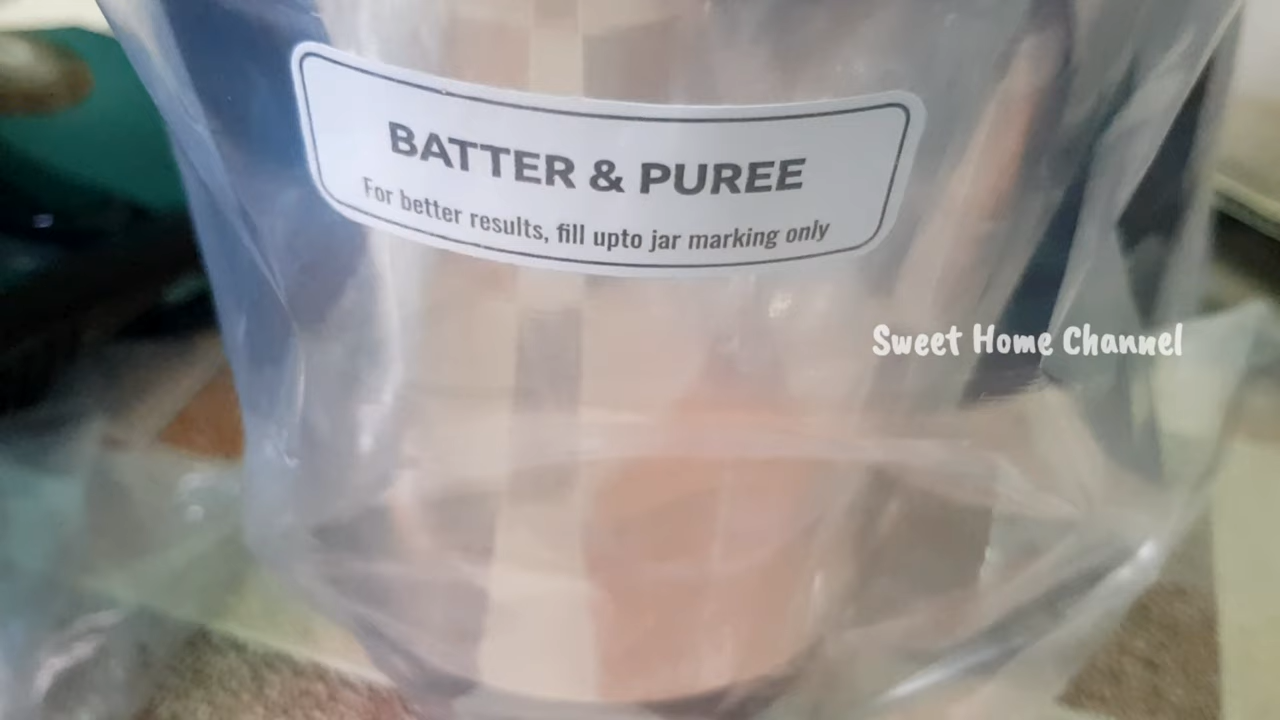 BATTER & PUREE
For better results, fill upto jar marking only
Sweet Home Channel